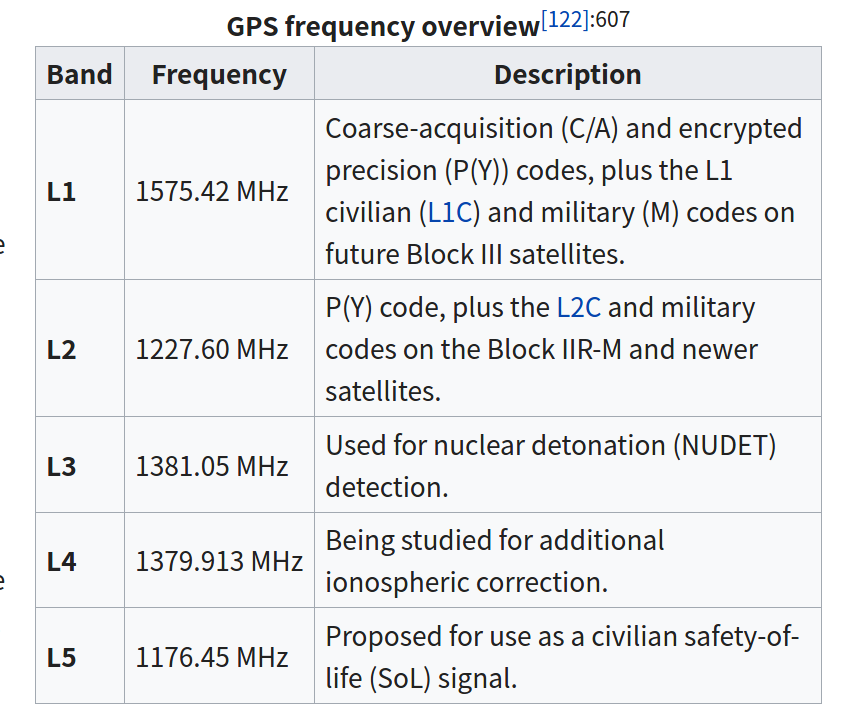 GPS frequency overview[122]:607
Band Frequency Description
L1 1575.42 MHz Coarse-acquisition (C/A) and encrypted
precision (P(Y)) codes, plus the L1
civilian (L1C) and military (M) codes on
future Block III satellites.
L2 1227.60 MHz P(Y) code, plus the L2C and military
codes on the Block IIR-M and newer
satellites.
L3 1381.05 MHz Used for nuclear detonation (NUDET)
detection.
L4 1379.913 MHz Being studied for additional
ionospheric correction.
L5 1176.45 MHz Proposed for use as a civilian safety-of-
life (SoL) signal.